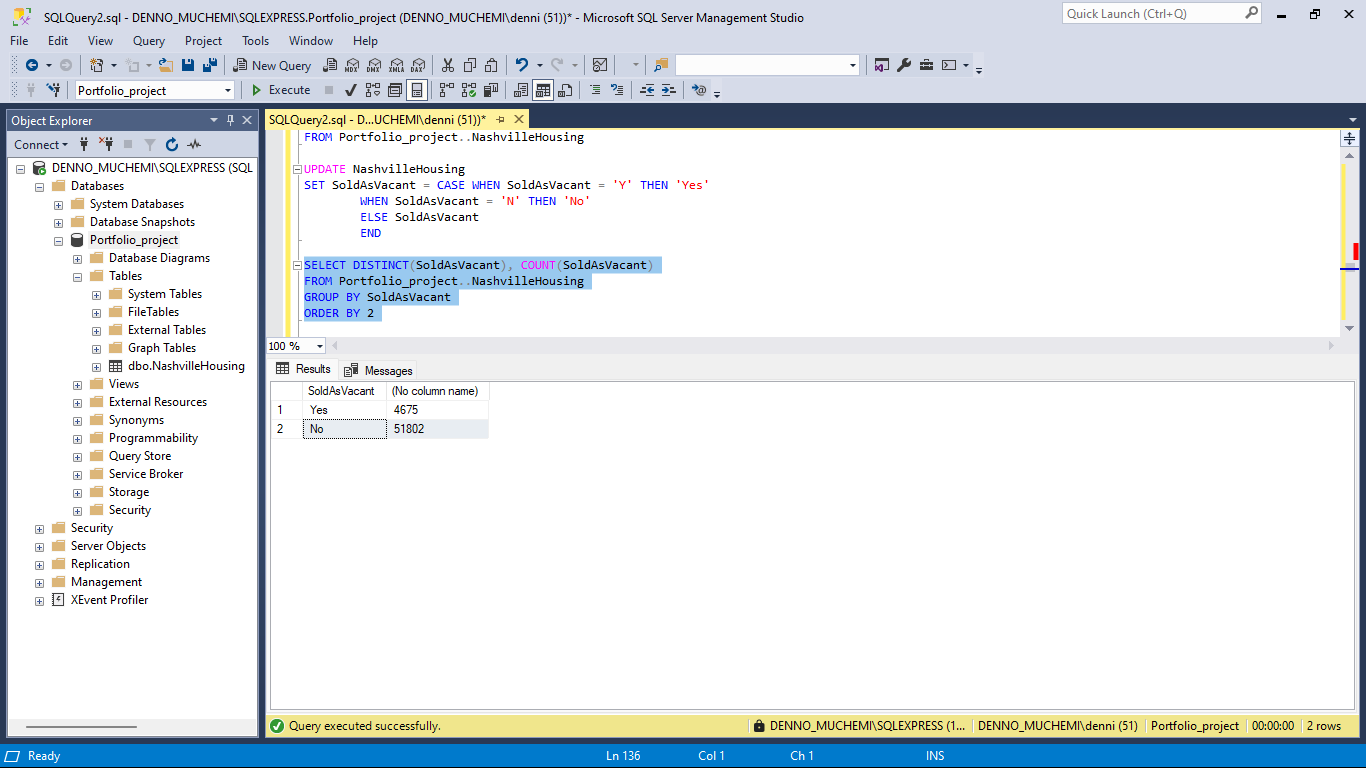 SQLQuery2.sql - DENNO_MUCHEMI\SQLEXPRESS.Portfolio_project (DENNO_MUCHEMI\denni (51))* - Microsoft SQL Server Management Studio
Quick Launch (Ctrl+Q)
File Edit View Query Project Tools Window Help
New Query MDX DMX XMLA DAX
Portfolio_project Execute
Object Explorer
SQLQuery2.sql - D...UCHEMI\denni (51))*
Connect
DENNO_MUCHEMI\SQLEXPRESS (SQL
Databases
System Databases
Database Snapshots
Portfolio_project
Database Diagrams
Tables
System Tables
FileTables
External Tables
Graph Tables
dbo.NashvilleHousing
Views
External Resources
Synonyms
Programmability
Query Store
Service Broker
Storage
Security
Security
Server Objects
Replication
Management
XEvent Profiler
FROM Portfolio_project..NashvilleHousing
UPDATE NashvilleHousing
SET SoldAsVacant = CASE WHEN SoldAsVacant = 'Y' THEN 'Yes'
WHEN SoldAsVacant = 'N' THEN 'No'
ELSE SoldAsVacant
END
SELECT DISTINCT(SoldAsVacant), COUNT(SoldAsVacant)
FROM Portfolio_project..NashvilleHousing
GROUP BY SoldAsVacant
ORDER BY 2
100 %
Results Messages
SoldAsVacant (No column name)
1 Yes 4675
2 No 51802
Query executed successfully. DENNO_MUCHEMI\SQLEXPRESS (1... DENNO_MUCHEMI\denni (51) Portfolio_project 00:00:00 2 rows
Ready Ln 136 Col 1 Ch 1 INS